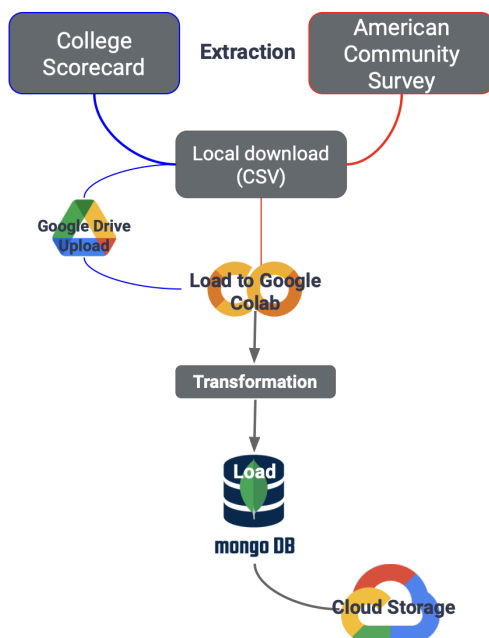 College
Scorecard
Extraction
American
Community
Survey
Local download
(CSV)
Google Drive
Upload
Load to Google
Colab
Transformation
Load
mongo DB
Cloud Storage